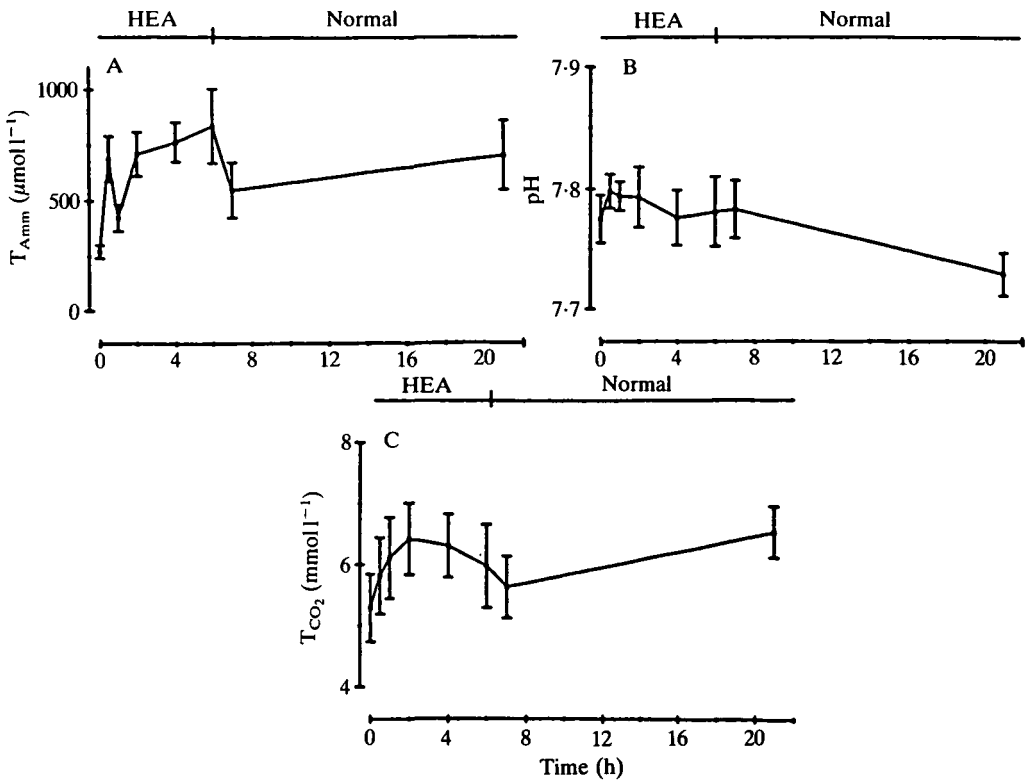 HEA Normal
A
1000
500
0
T_Amm (μmol l⁻¹)
0 4 8 12 16 20
HEA Normal
B
7·9
7·8
7·7
pH
0 4 8 12 16 20
HEA Normal
C
8
6
4
T_CO₂ (mmol l⁻¹)
0 4 8 12 16 20
Time (h)